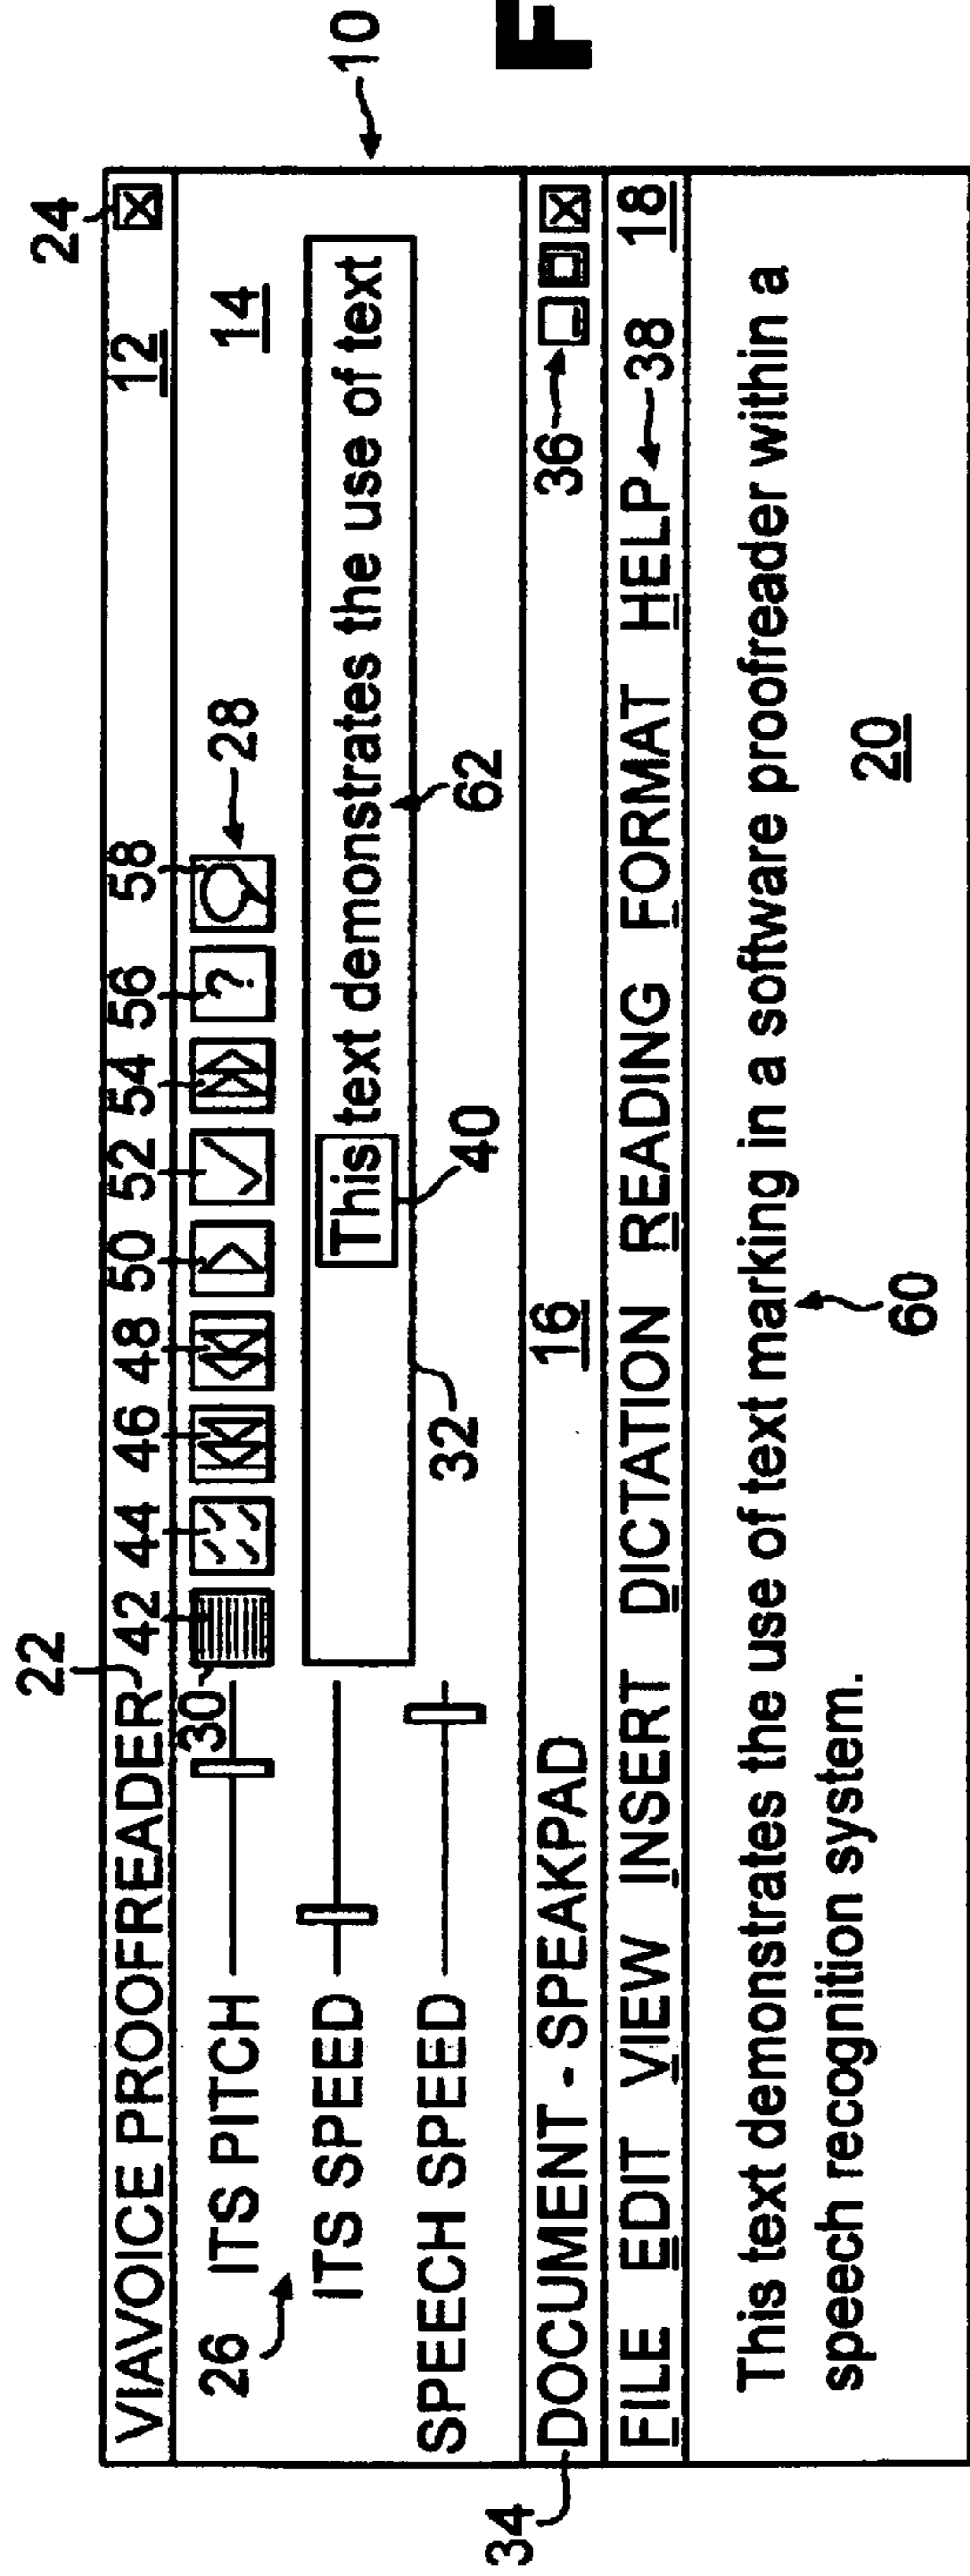 22
24
VIAVOICE PROOFREADER 42 44 46 48 50 52 54 56 58 12
30
26 ITS PITCH 28 14
ITS SPEED This text demonstrates the use of text
10
SPEECH SPEED 32 40 62
34
DOCUMENT - SPEAKPAD 16 36
FILE EDIT VIEW INSERT DICTATION READING FORMAT HELP 38 18
This text demonstrates the use of text marking in a software proofreader within a
speech recognition system.
60 20
F